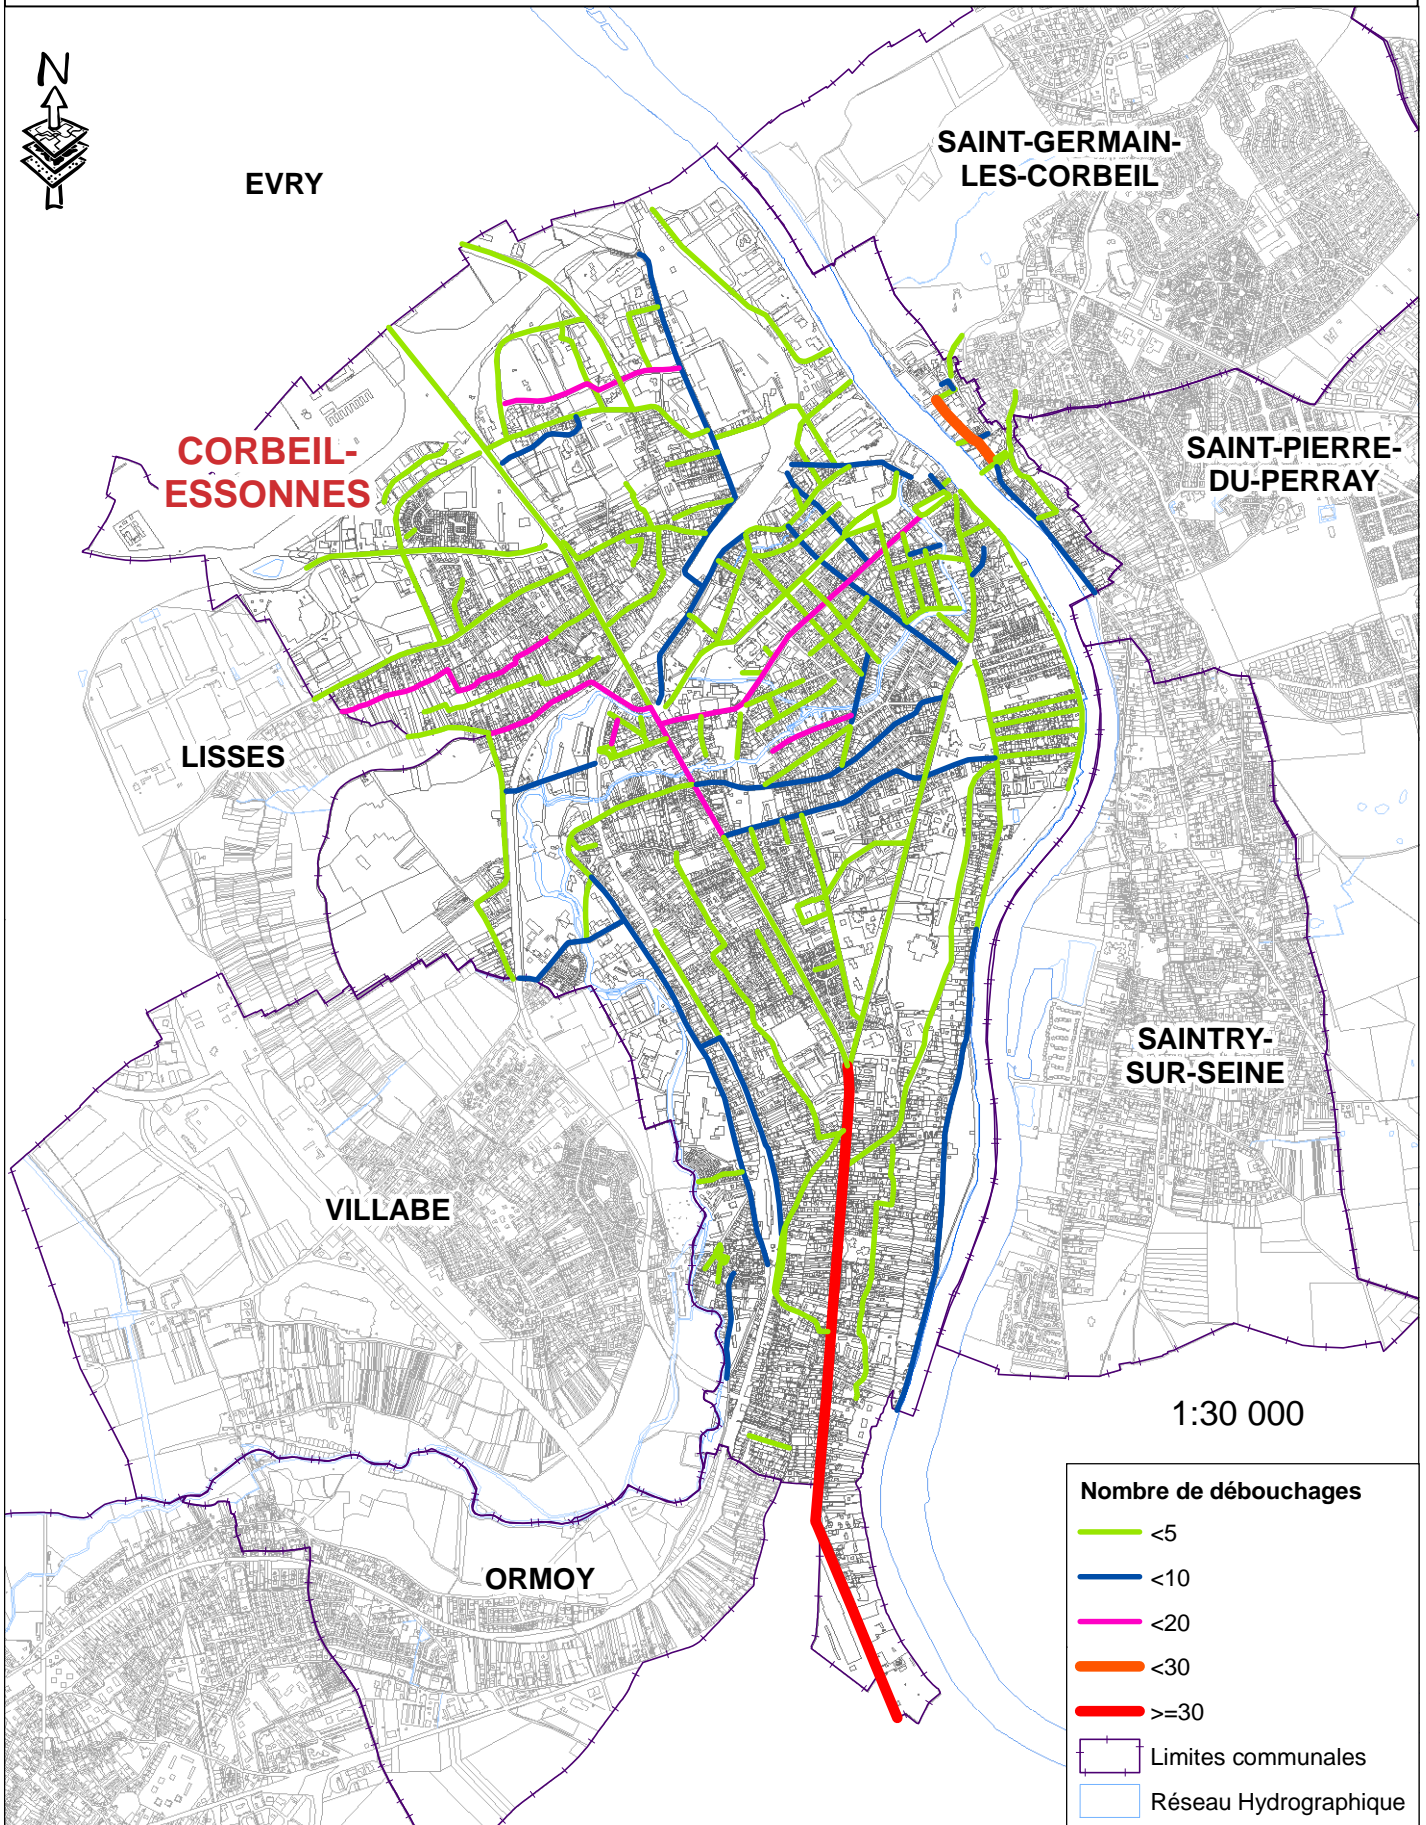 N
EVRY
SAINT-GERMAIN-
LES-CORBEIL
CORBEIL-
ESSONNES
SAINT-PIERRE-
DU-PERRAY
LISSES
SAINTRY-
SUR-SEINE
VILLABE
ORMOY
1:30 000
Nombre de débouchages
<5
<10
<20
<30
>=30
Limites communales
Réseau Hydrographique